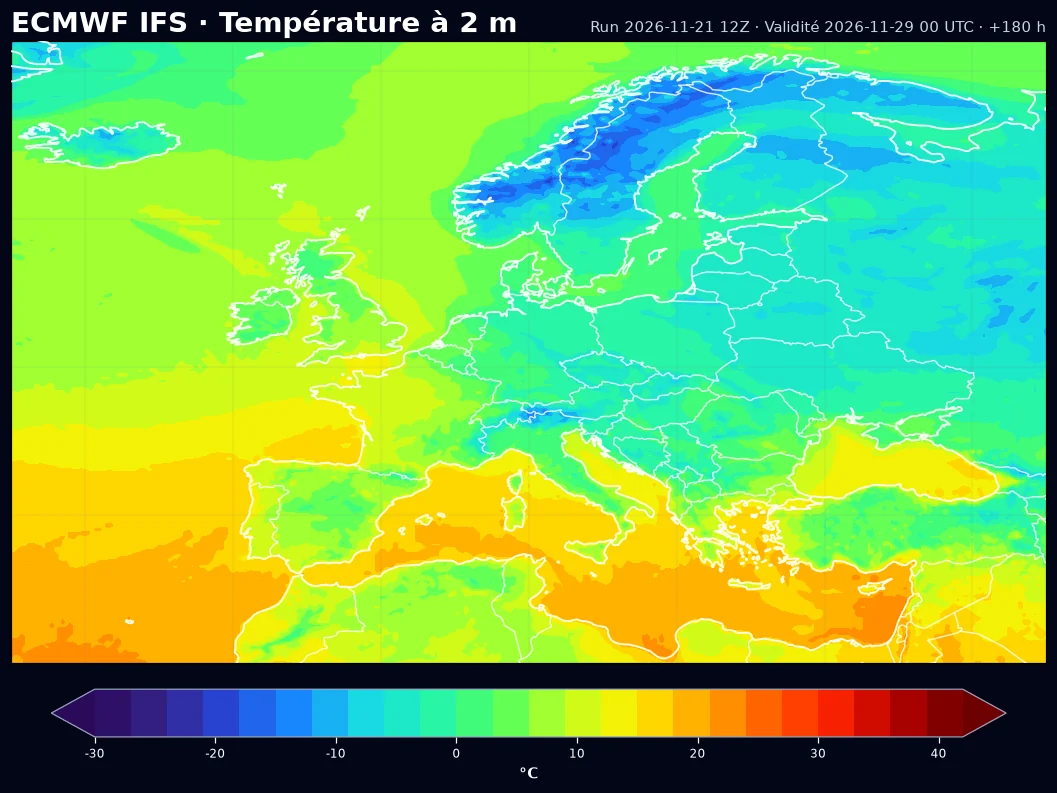 ECMWF IFS · Température à 2 m
Run 2026-11-21 12Z · Validité 2026-11-29 00 UTC · +180 h
-30 -20 -10 0 10 20 30 40
°C